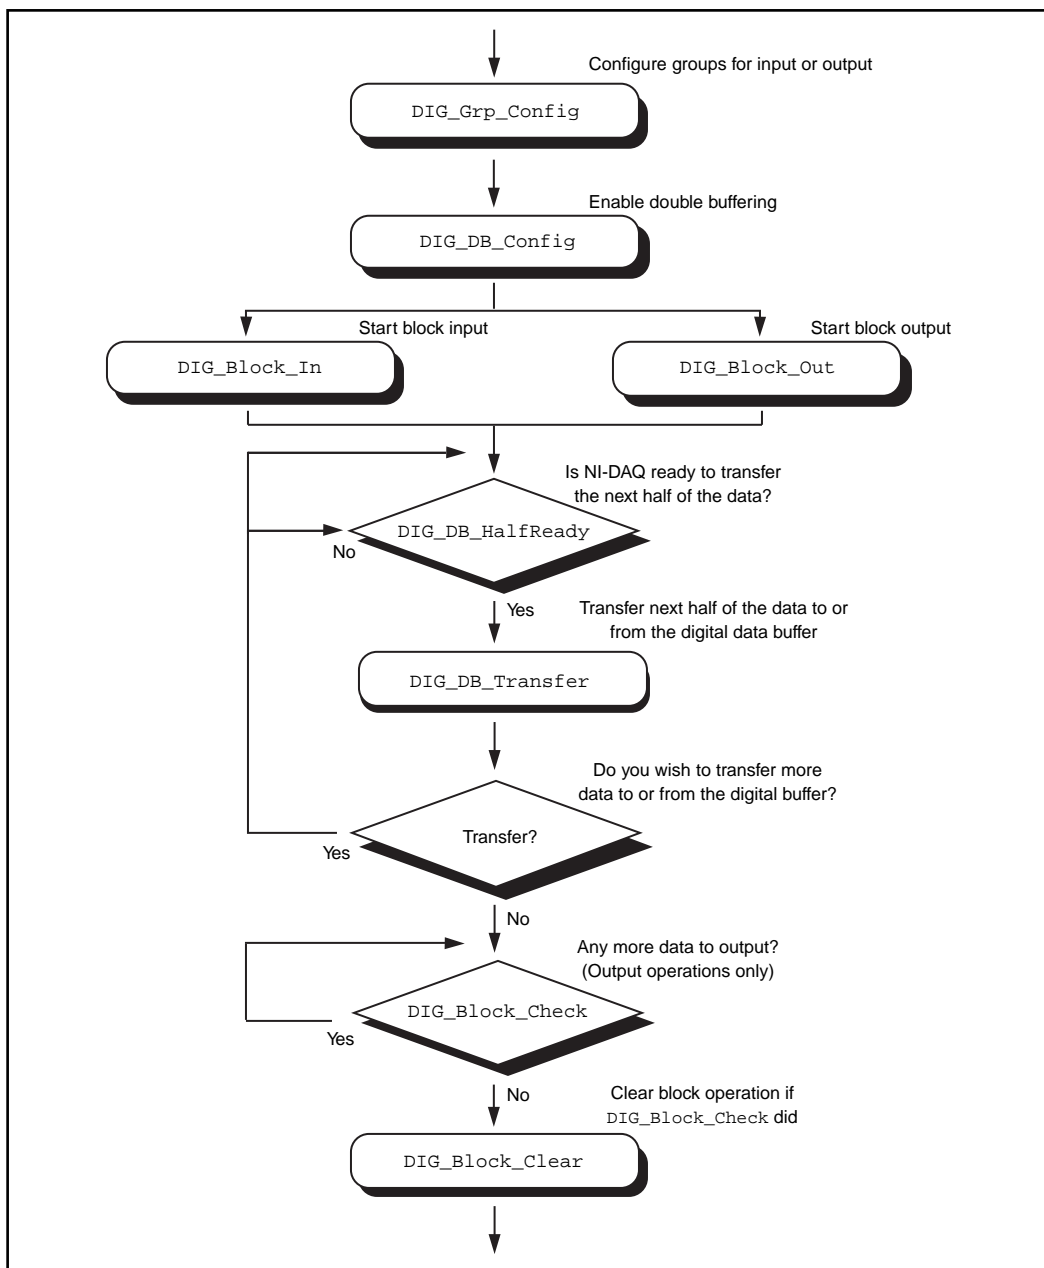 Configure groups for input or output
DIG_Grp_Config
Enable double buffering
DIG_DB_Config
Start block input
Start block output
DIG_Block_In
DIG_Block_Out
Is NI-DAQ ready to transfer
the next half of the data?
DIG_DB_HalfReady
No
Yes
Transfer next half of the data to or
from the digital data buffer
DIG_DB_Transfer
Do you wish to transfer more
data to or from the digital buffer?
Transfer?
Yes
No
Any more data to output?
(Output operations only)
DIG_Block_Check
Yes
No
Clear block operation if
DIG_Block_Check did
DIG_Block_Clear